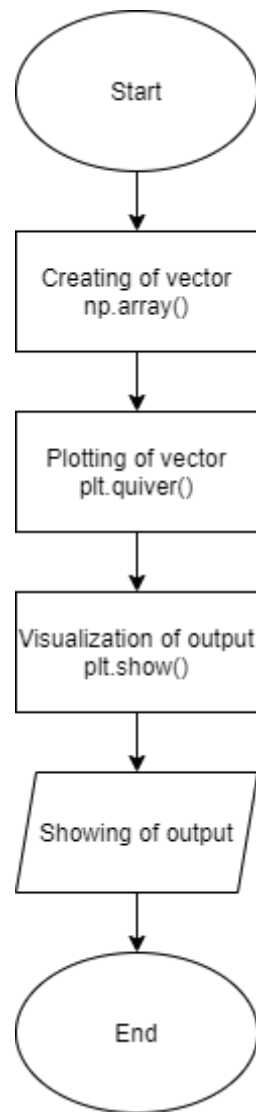 Start
Creating of vector
np.array()
Plotting of vector
plt.quiver()
Visualization of output
plt.show()
Showing of output
End